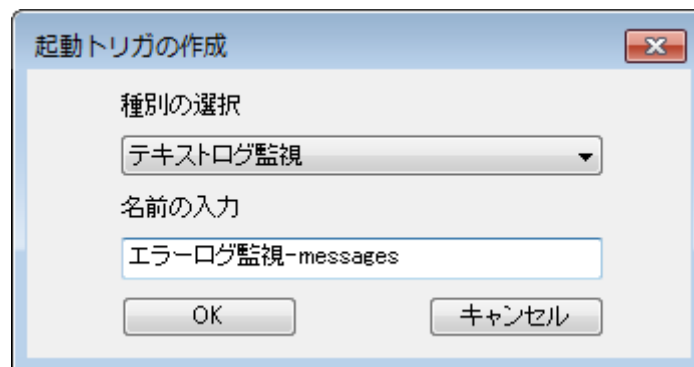 起動トリガの作成
種別の選択
テキストログ監視
名前の入力
エラーログ監視-messages
OK キャンセル